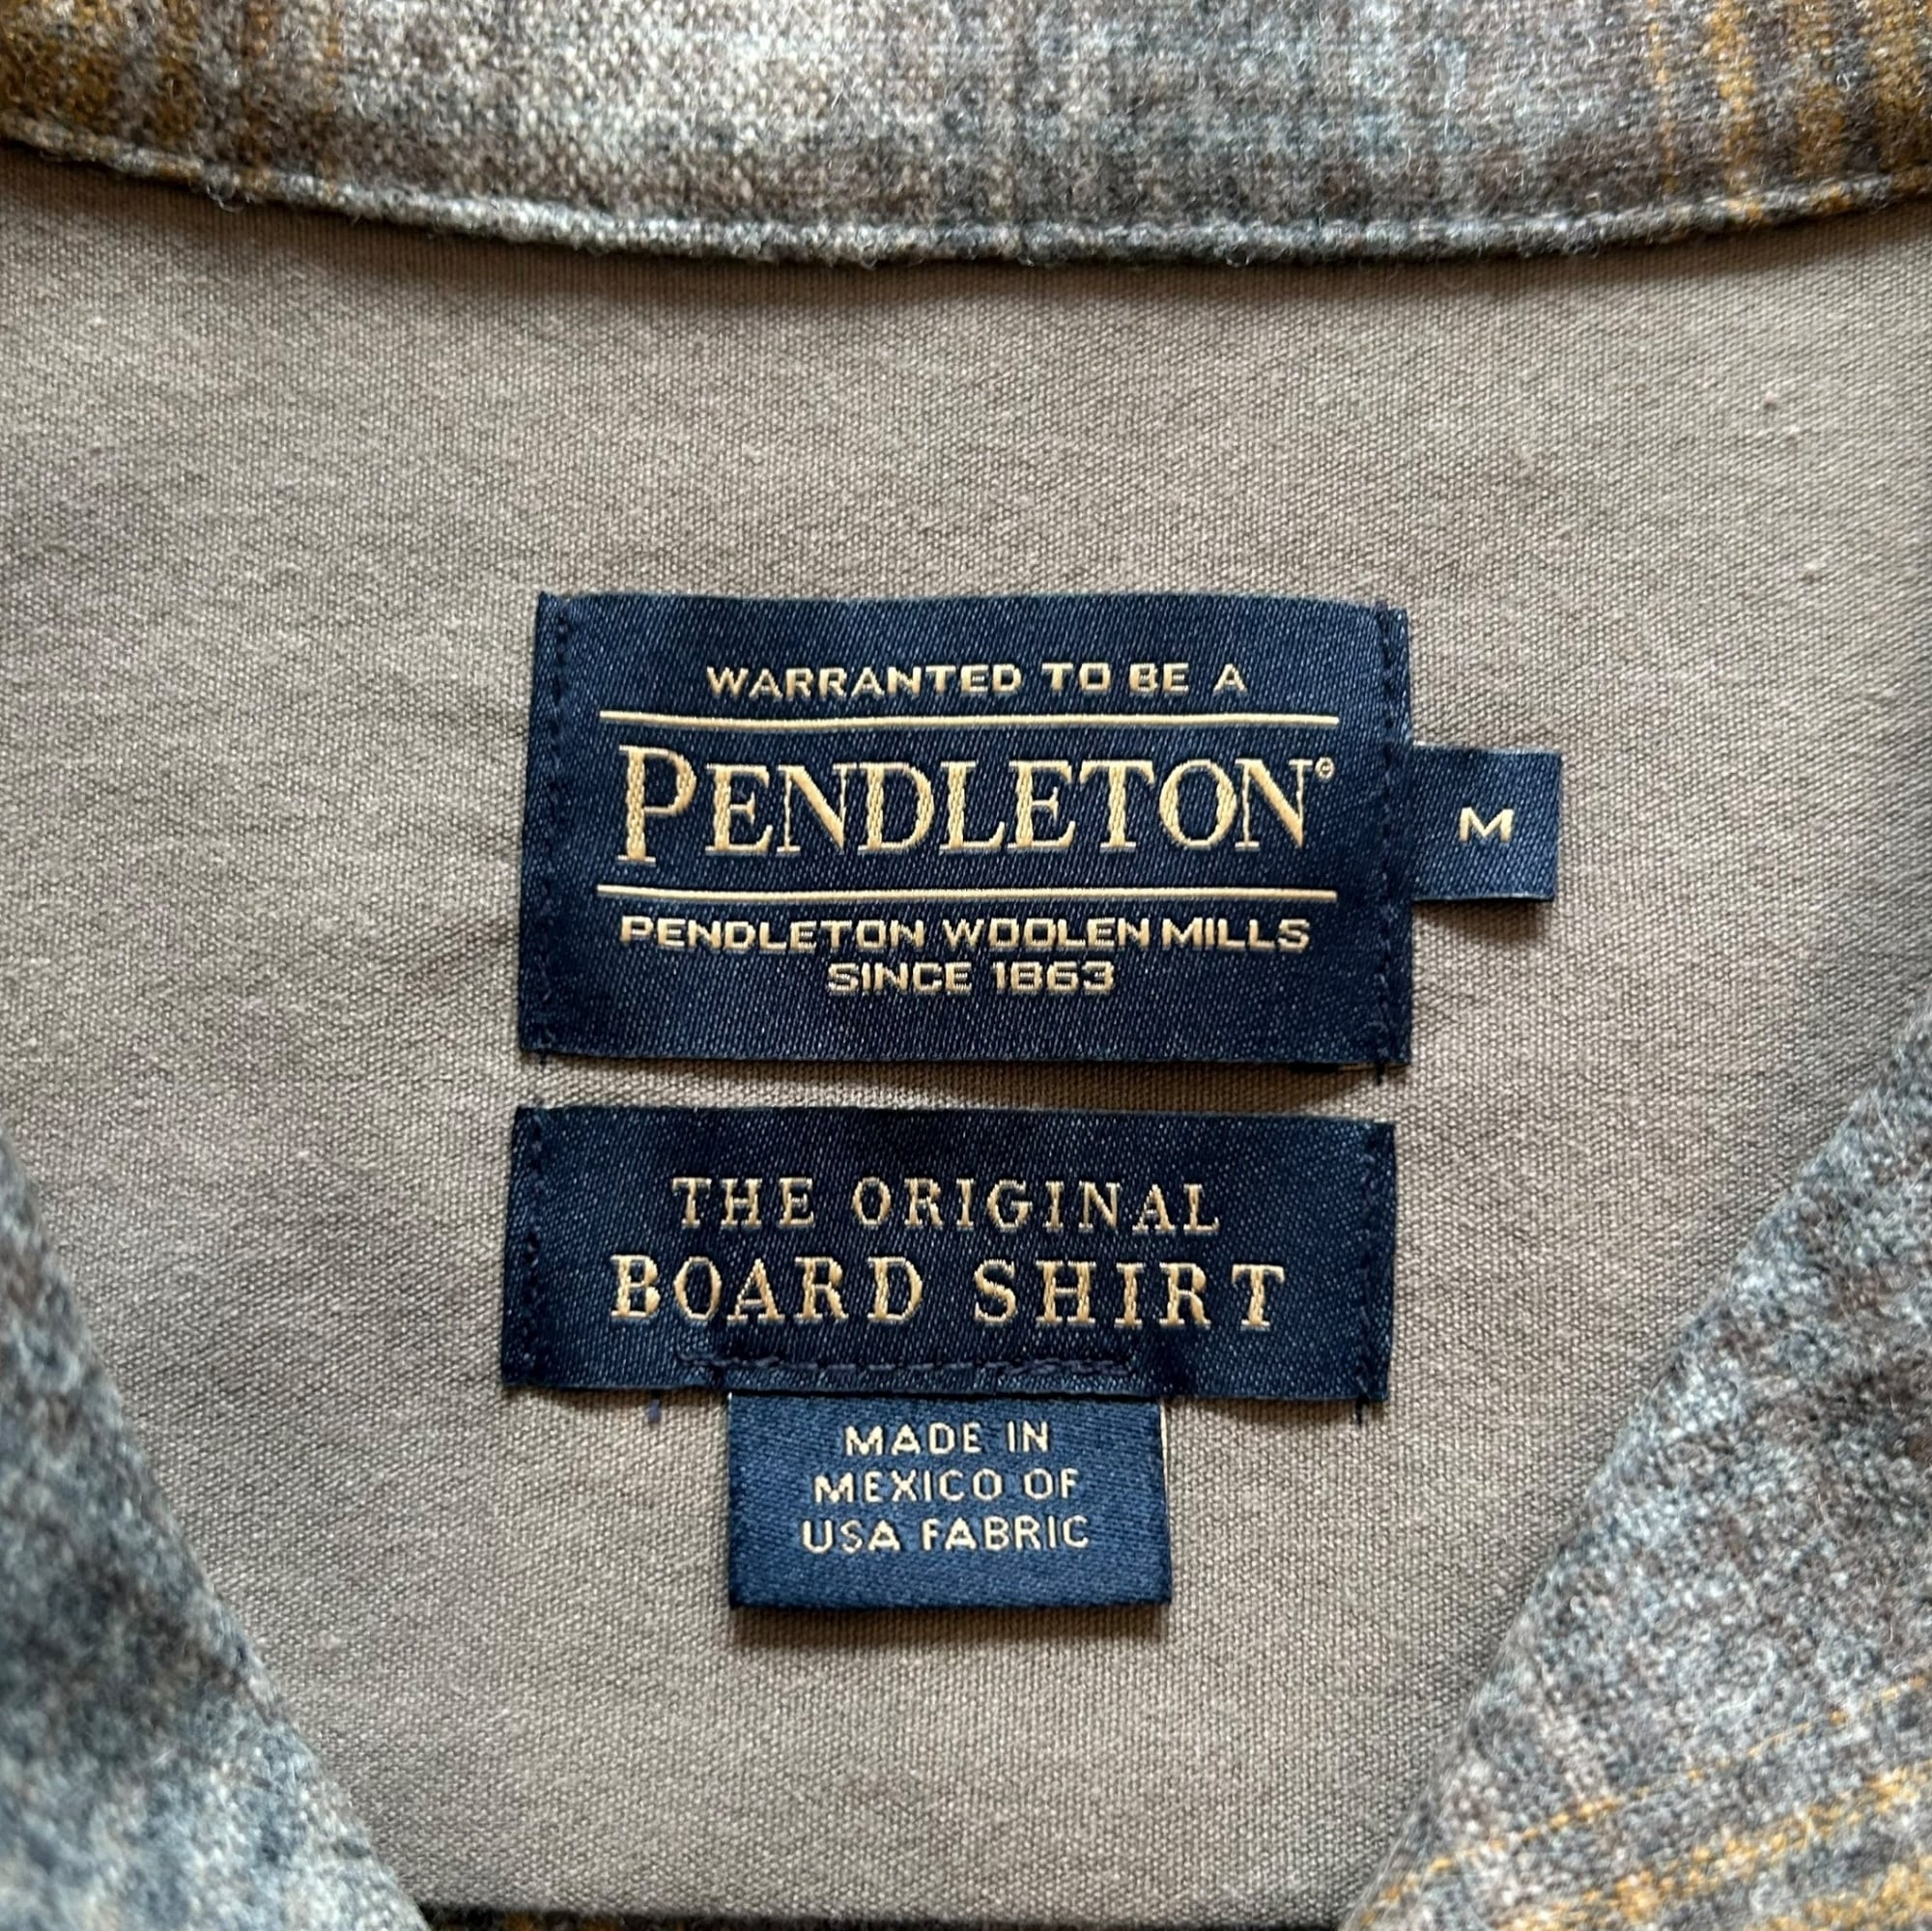 WARRANTED TO BE A
PENDLETON®
M
PENDLETON WOOLEN MILLS
SINCE 1863
THE ORIGINAL
BOARD SHIRT
MADE IN
MEXICO OF
USA FABRIC